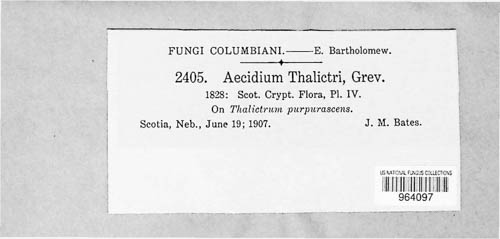 FUNGI COLUMBIANI.——E. Bartholomew.
2405. Aecidium Thalictri, Grev.
1828: Scot. Crypt. Flora, Pl. IV.
On Thalictrum purpurascens.
Scotia, Neb., June 19; 1907. J. M. Bates.
US NATIONAL FUNGUS COLLECTIONS
964097